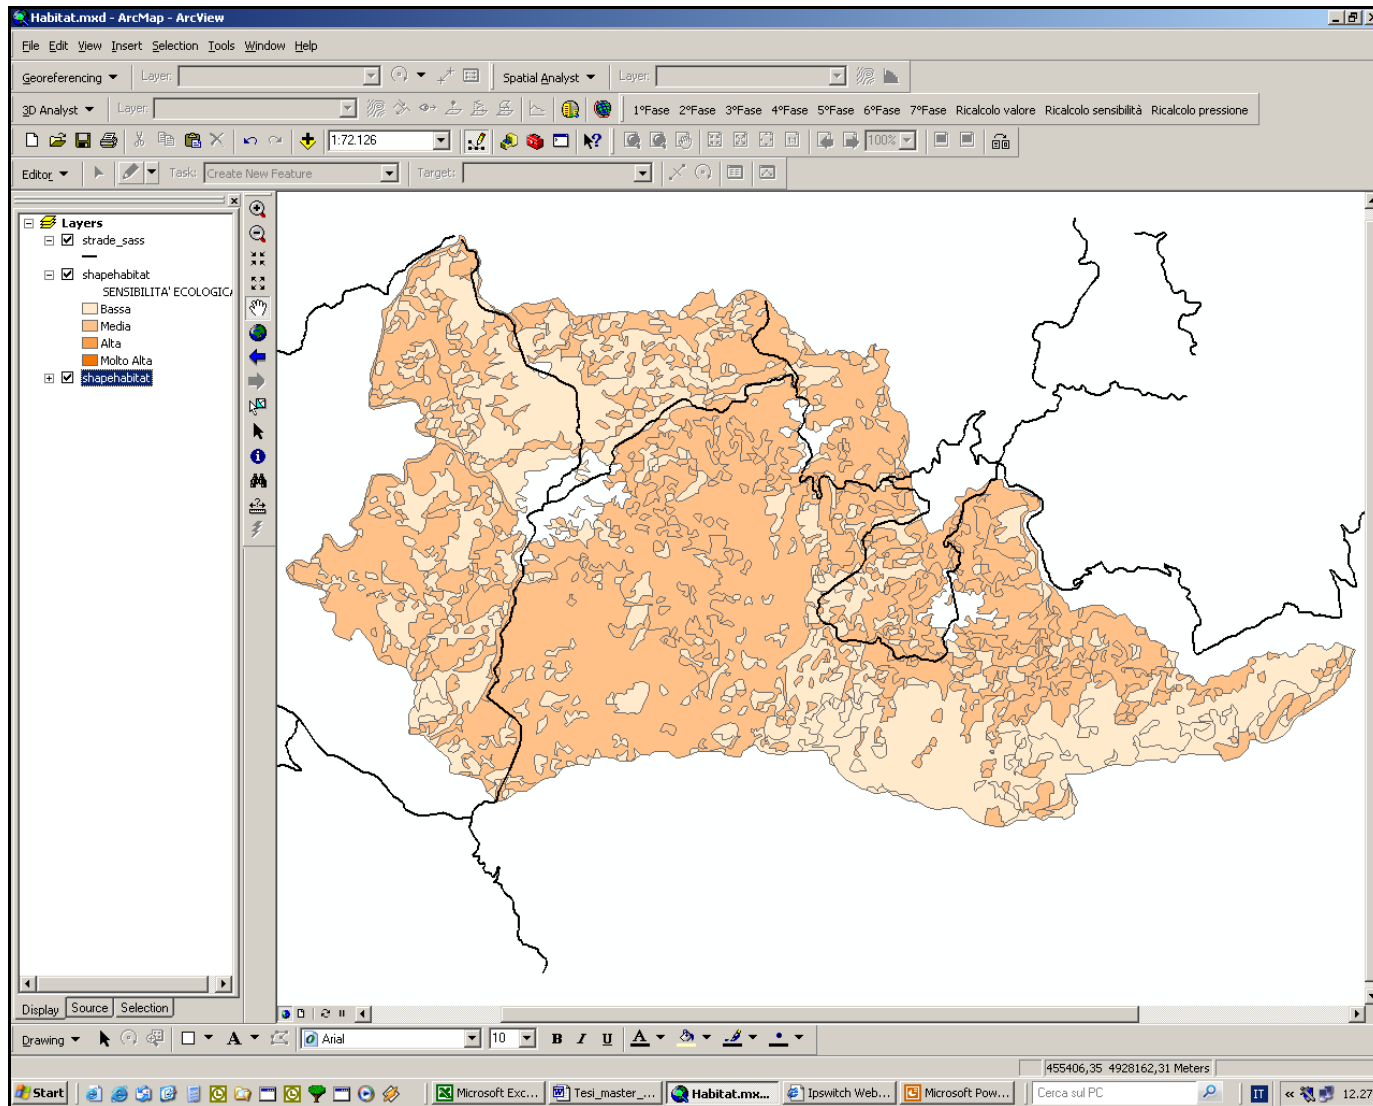 Habitat.mxd - ArcMap - ArcView
File Edit View Insert Selection Tools Window Help
Georeferencing Layer: Spatial Analyst Layer:
3D Analyst Layer: 1°Fase 2°Fase 3°Fase 4°Fase 5°Fase 6°Fase 7°Fase Ricalcolo valore Ricalcolo sensibilità Ricalcolo pressione
1:72.126 100%
Editor Task: Create New Feature Target:
Layers
strade_sass
shapehabitat
SENSIBILITA' ECOLOGICA
Bassa
Media
Alta
Molto Alta
shapehabitat
Display Source Selection
Drawing A Arial 10 B I U A
455406,35 4928162,31 Meters
Start Microsoft Exc... Tesi_master_... Habitat.mx... Ipswitch Web... Microsoft Pow... Cerca sul PC IT « 12.27